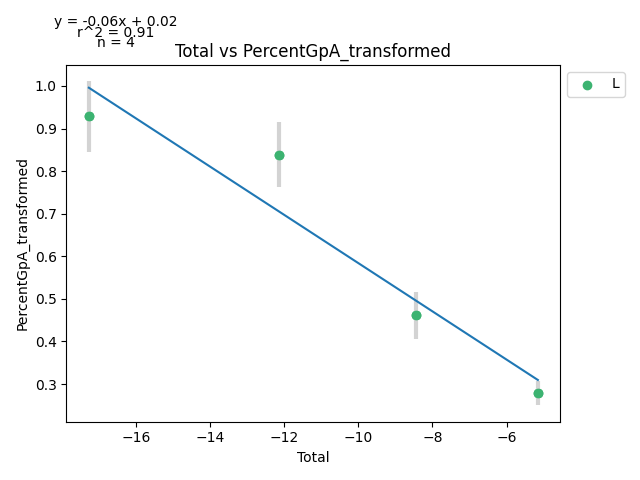 y = -0.06x + 0.02
r^2 = 0.91
n = 4
Total vs PercentGpA_transformed
L
PercentGpA_transformed
1.0
0.9
0.8
0.7
0.6
0.5
0.4
0.3
−16
−14
−12
−10
−8
−6
Total